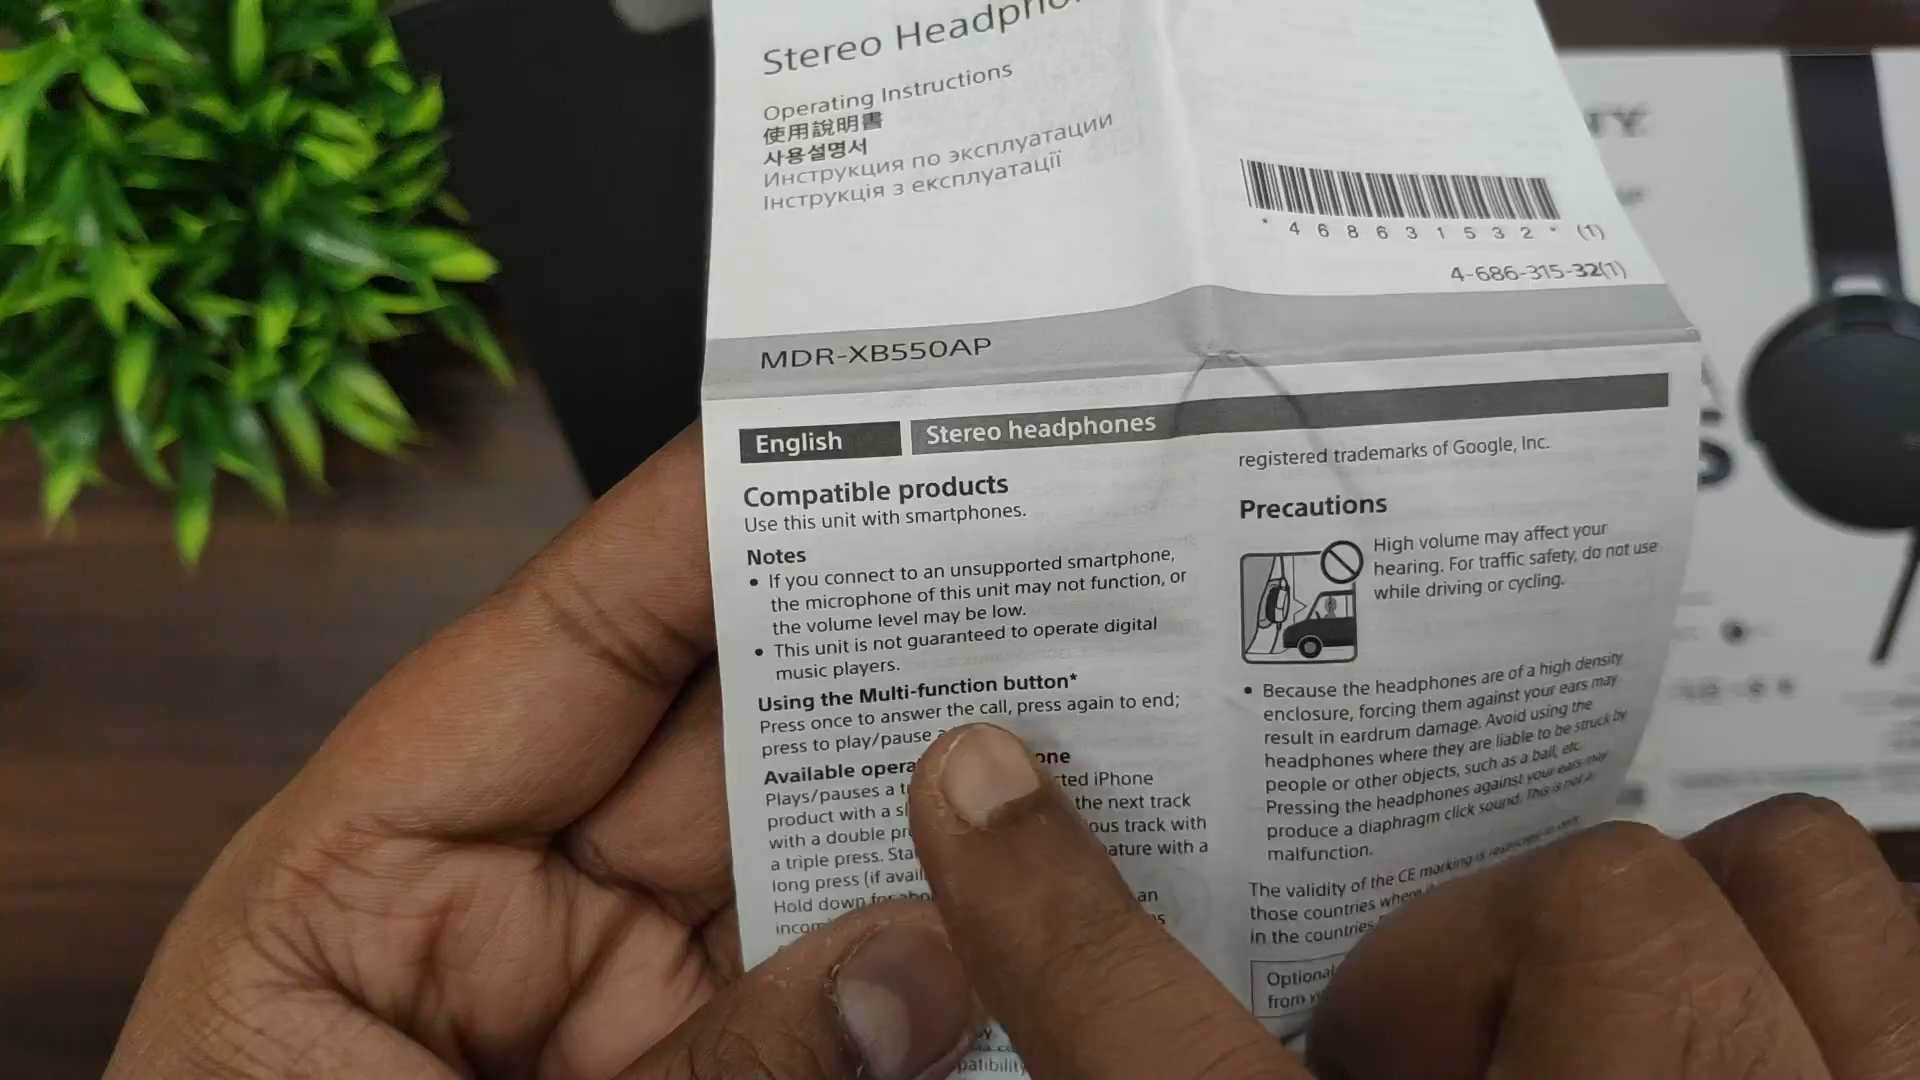 Stereo
Operating Instructions
使用說明書
사용설명서
Инструкция по эксплуатации
Інструкція з експлуатації
* 4 6 8 6 3 1 5 3 2 * (1)
4-686-315-32(1)
MDR-XB550AP
English
Stereo headphones
Compatible products
Use this unit with smartphones.
Notes
• If you connect to an unsupported smartphone,
the microphone of this unit may not function, or
the volume level may be low.
• This unit is not guaranteed to operate digital
music players.
Using the Multi-function button*
Press once to answer the call, press again to end;
press to play/pause
Available
Plays/pauses a iPhone
product with a the next track
with a double track with
a triple press. with a
long press (if
Hold down for an
registered trademarks of Google, Inc.
Precautions
High volume may affect your
hearing. For traffic safety, do not use
while driving or cycling.
• Because the headphones are of a high density
enclosure, forcing them against your ears may
result in eardrum damage. Avoid using the
headphones where they are liable to be struck by
people or other objects, such as a ball, etc.
Pressing the headphones against your ears may
produce a diaphragm click sound. This is not a
malfunction.
The validity of the CE marking is restricted to only
those countries where
in the countries
Optional
from